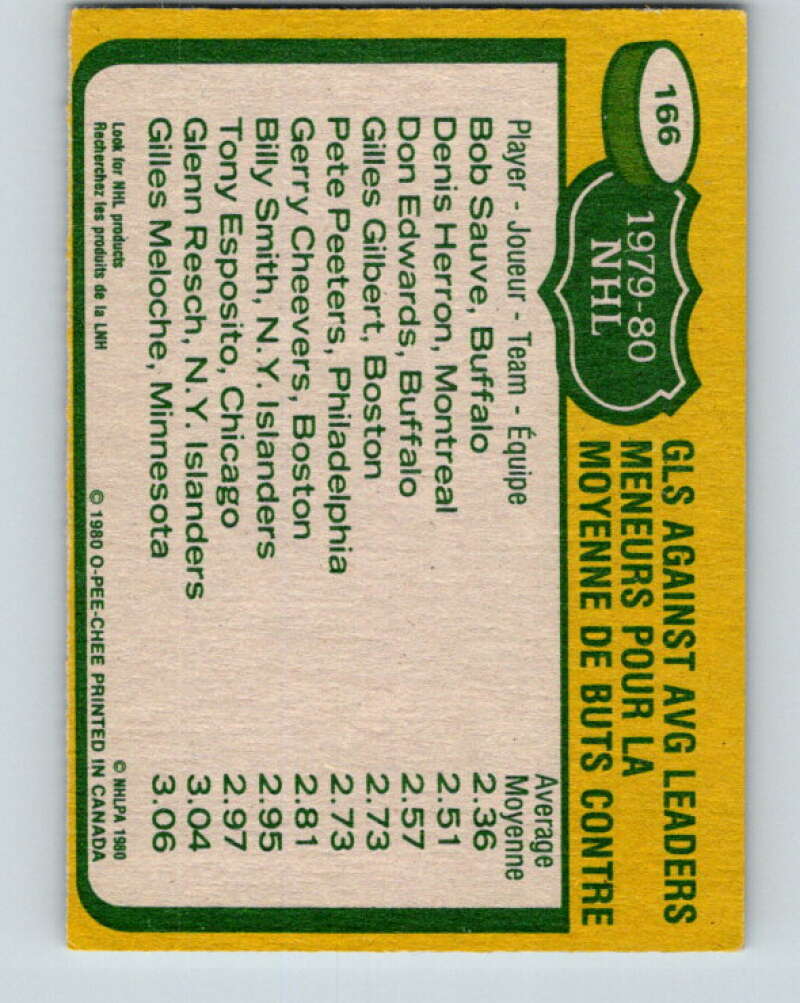 166
1979-80
NHL
GLS AGAINST AVG LEADERS
MENEURS POUR LA
MOYENNE DE BUTS CONTRE
Average
Player - Joueur - Team - Équipe Moyenne
Bob Sauve, Buffalo 2.36
Denis Herron, Montreal 2.51
Don Edwards, Buffalo 2.57
Gilles Gilbert, Boston 2.73
Pete Peeters, Philadelphia 2.73
Gerry Cheevers, Boston 2.81
Billy Smith, N.Y. Islanders 2.95
Tony Esposito, Chicago 2.97
Glenn Resch, N.Y. Islanders 3.04
Gilles Meloche, Minnesota 3.06
Look for NHL products © NHLPA 1980
Recherchez les produits de la LNH © 1980 O-PEE-CHEE PRINTED IN CANADA